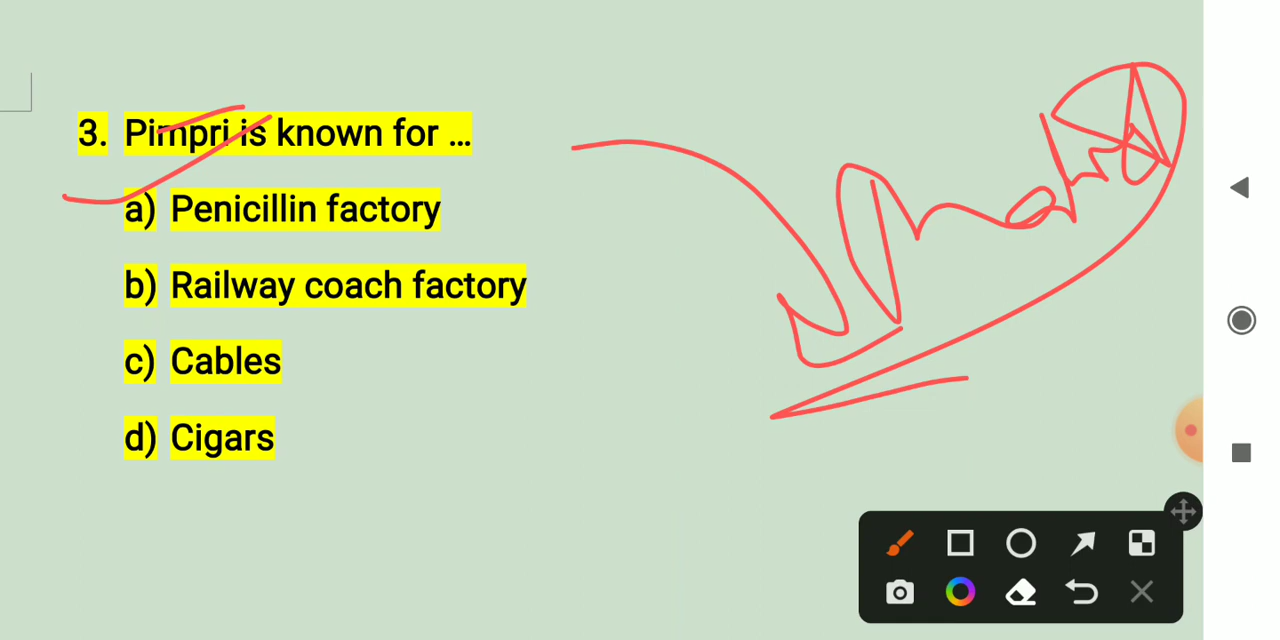 3. Pimpri is known for ...
a) Penicillin factory
b) Railway coach factory
c) Cables
d) Cigars